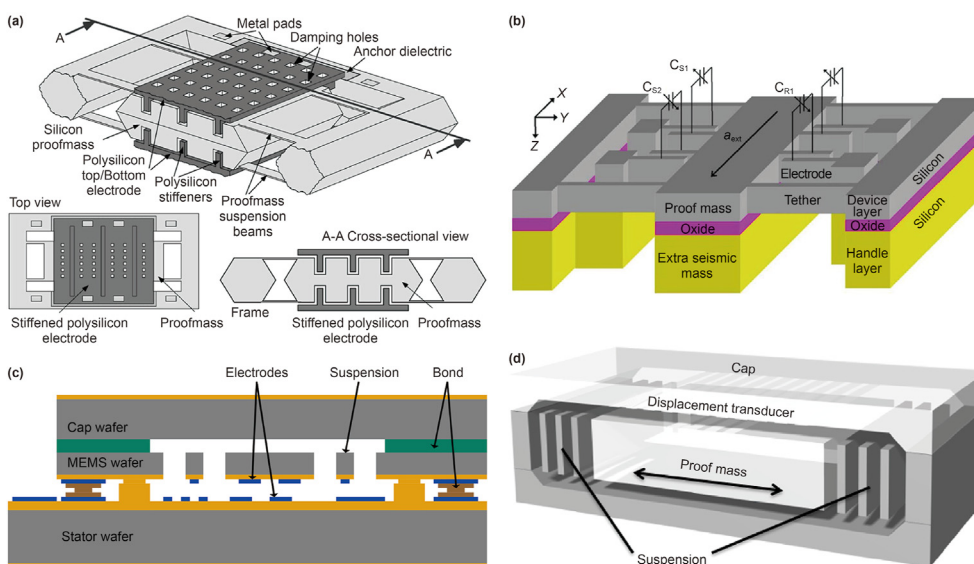 (a)
Metal pads
Damping holes
Anchor dielectric
A
A
Silicon
proofmass
Polysilicon
top/Bottom
electrode
Polysilicon
stiffeners
Proofmass
suspension
beams
Top view
Stiffened polysilicon
electrode
Proofmass
A-A Cross-sectional view
Frame
Stiffened polysilicon
electrode
Proofmass
(b)
X
Y
Z
CS1
CS2
CR1
aext
Electrode
Proof mass
Tether
Device
layer
Silicon
Oxide
Oxide
Silicon
Extra seismic
mass
Handle
layer
(c)
Electrodes
Suspension
Bond
Cap wafer
MEMS wafer
Stator wafer
(d)
Cap
Displacement transducer
Proof mass
Suspension